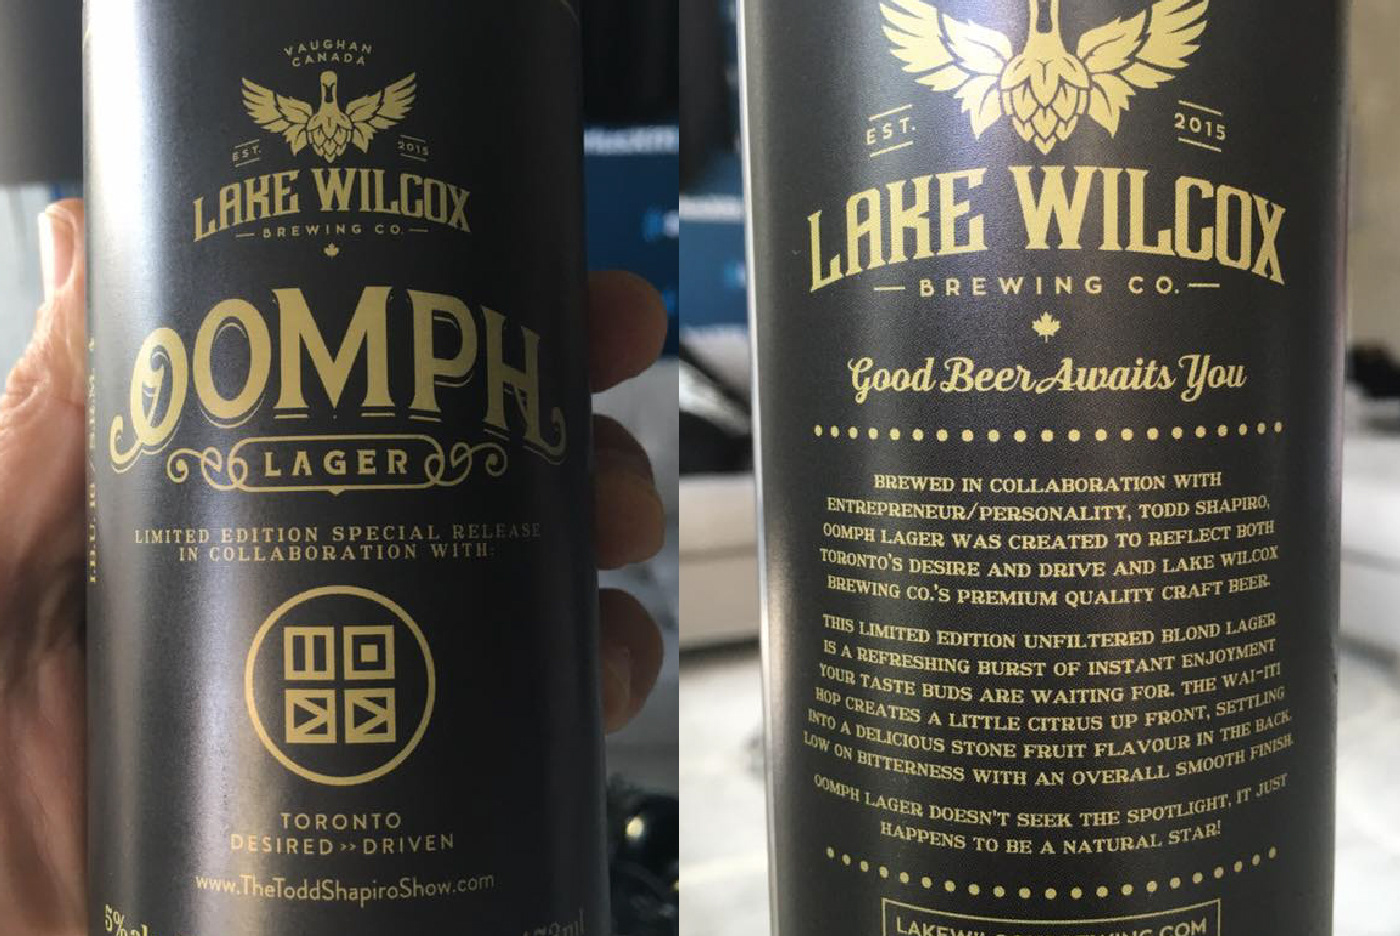 VAUGHAN
CANADA
EST. 2015
LAKE WILCOX
BREWING CO.
OOMPH
LAGER
LIMITED EDITION SPECIAL RELEASE
IN COLLABORATION WITH:
TORONTO
DESIRED >> DRIVEN
www.TheToddShapiroShow.com
5%
EST. 2015
LAKE WILCOX
BREWING CO.
Good Beer Awaits You
BREWED IN COLLABORATION WITH
ENTREPRENEUR/PERSONALITY, TODD SHAPIRO,
OOMPH LAGER WAS CREATED TO REFLECT BOTH
TORONTO'S DESIRE AND DRIVE AND LAKE WILCOX
BREWING CO.'S PREMIUM QUALITY CRAFT BEER.
THIS LIMITED EDITION UNFILTERED BLOND LAGER
IS A REFRESHING BURST OF INSTANT ENJOYMENT
YOUR TASTE BUDS ARE WAITING FOR. THE WAI-ITI
HOP CREATES A LITTLE CITRUS UP FRONT, SETTLING
INTO A DELICIOUS STONE FRUIT FLAVOUR IN THE BACK.
LOW ON BITTERNESS WITH AN OVERALL SMOOTH FINISH.
OOMPH LAGER DOESN'T SEEK THE SPOTLIGHT, IT JUST
HAPPENS TO BE A NATURAL STAR!
LAKEWILCOXBREWING.COM